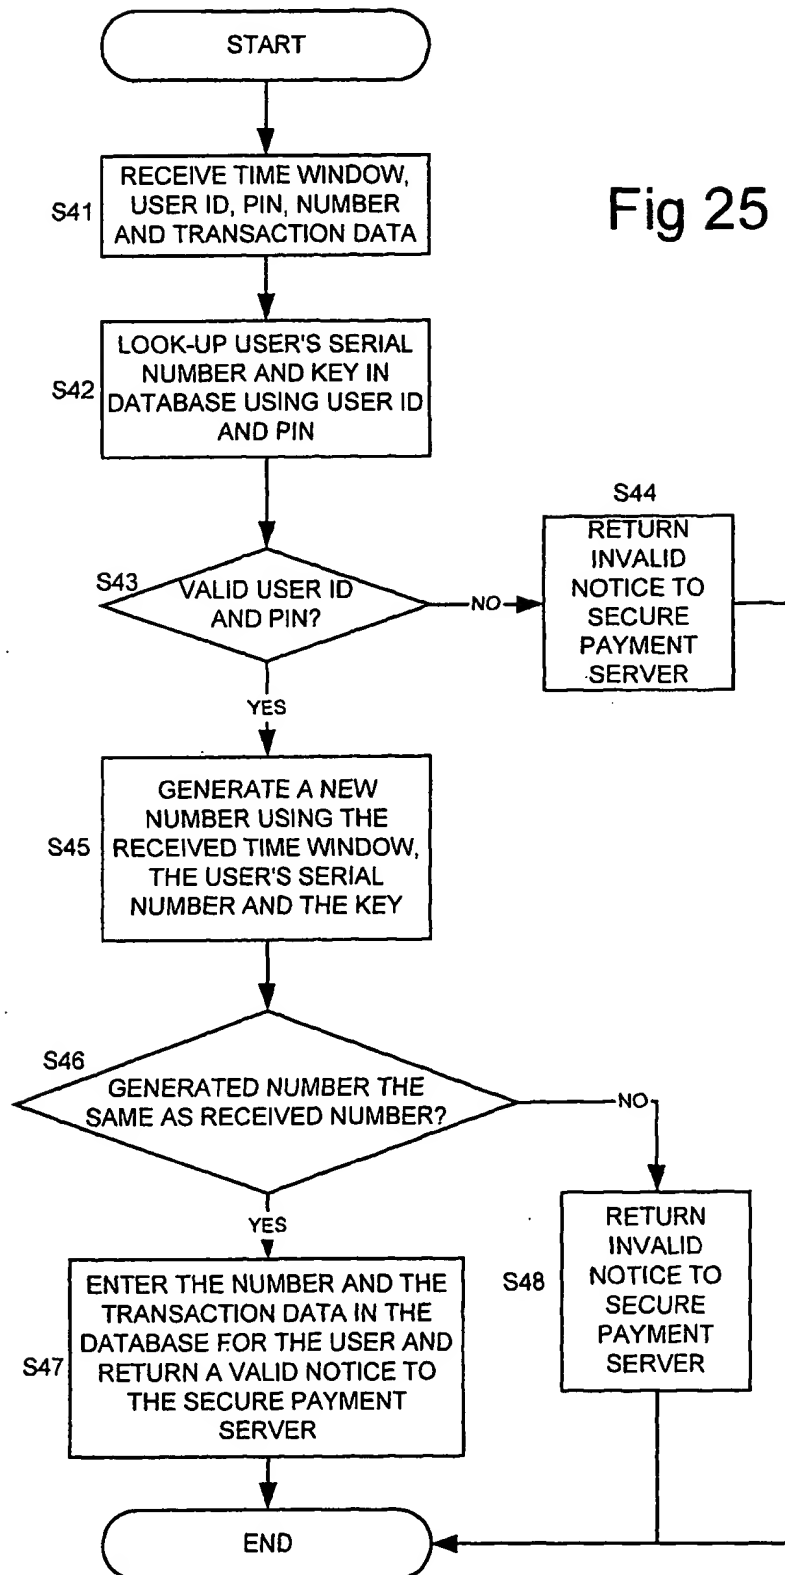 START
Fig 25
S41
RECEIVE TIME WINDOW,
USER ID, PIN, NUMBER
AND TRANSACTION DATA
S42
LOOK-UP USER'S SERIAL
NUMBER AND KEY IN
DATABASE USING USER ID
AND PIN
S43
VALID USER ID
AND PIN?
NO
S44
RETURN
INVALID
NOTICE TO
SECURE
PAYMENT
SERVER
YES
S45
GENERATE A NEW
NUMBER USING THE
RECEIVED TIME WINDOW,
THE USER'S SERIAL
NUMBER AND THE KEY
S46
GENERATED NUMBER THE
SAME AS RECEIVED NUMBER?
NO
YES
S47
ENTER THE NUMBER AND THE
TRANSACTION DATA IN THE
DATABASE FOR THE USER AND
RETURN A VALID NOTICE TO
THE SECURE PAYMENT
SERVER
S48
RETURN
INVALID
NOTICE TO
SECURE
PAYMENT
SERVER
END